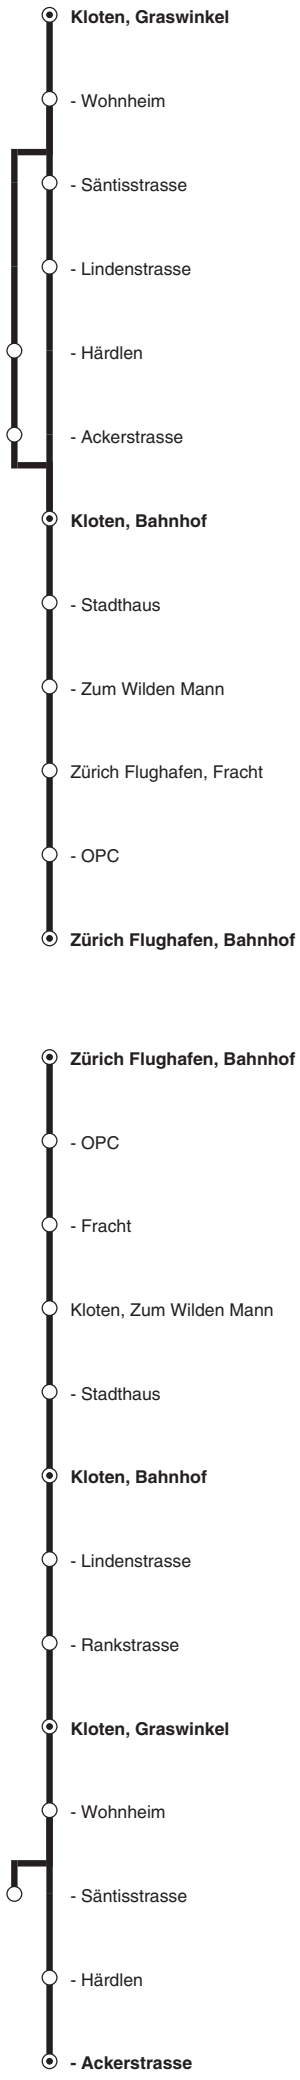 Kloten, Graswinkel
- Wohnheim
- Säntisstrasse
- Lindenstrasse
- Härdlen
- Ackerstrasse
Kloten, Bahnhof
- Stadthaus
- Zum Wilden Mann
Zürich Flughafen, Fracht
- OPC
Zürich Flughafen, Bahnhof
Zürich Flughafen, Bahnhof
- OPC
- Fracht
Kloten, Zum Wilden Mann
- Stadthaus
Kloten, Bahnhof
- Lindenstrasse
- Rankstrasse
Kloten, Graswinkel
- Wohnheim
- Säntisstrasse
- Härdlen
- Ackerstrasse